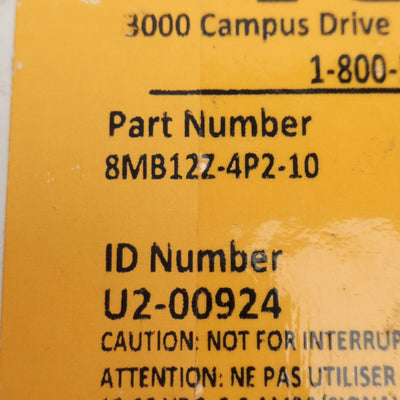 3000 Campus Drive
1-800-
Part Number
8MB12Z-4P2-10
ID Number
U2-00924
CAUTION: NOT FOR INTERRUP
ATTENTION: NE PAS UTILISER